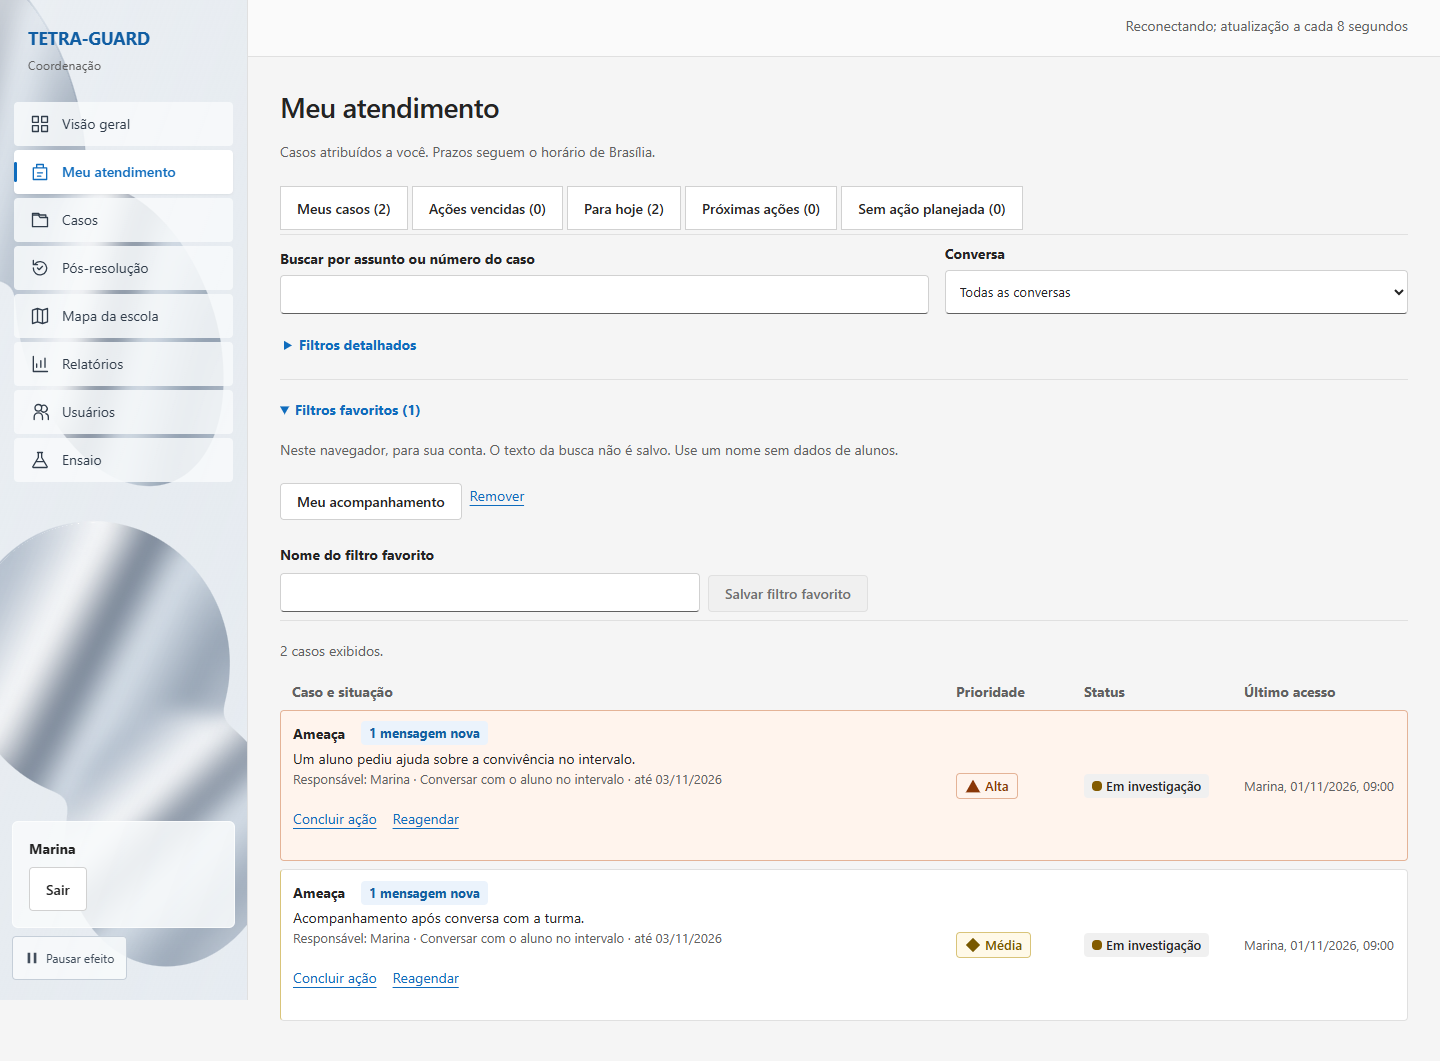 TETRA-GUARD
Coordenação
Visão geral
Meu atendimento
Casos
Pós-resolução
Mapa da escola
Relatórios
Usuários
Ensaio
Marina
Sair
Pausar efeito
Reconectando; atualização a cada 8 segundos
Meu atendimento
Casos atribuídos a você. Prazos seguem o horário de Brasília.
Meus casos (2) Ações vencidas (0) Para hoje (2) Próximas ações (0) Sem ação planejada (0)
Buscar por assunto ou número do caso
Conversa
Todas as conversas
Filtros detalhados
Filtros favoritos (1)
Neste navegador, para sua conta. O texto da busca não é salvo. Use um nome sem dados de alunos.
Meu acompanhamento Remover
Nome do filtro favorito
Salvar filtro favorito
2 casos exibidos.
Caso e situação Prioridade Status Último acesso
Ameaça 1 mensagem nova
Um aluno pediu ajuda sobre a convivência no intervalo.
Responsável: Marina · Conversar com o aluno no intervalo · até 03/11/2026
Alta Em investigação Marina, 01/11/2026, 09:00
Concluir ação Reagendar
Ameaça 1 mensagem nova
Acompanhamento após conversa com a turma.
Responsável: Marina · Conversar com o aluno no intervalo · até 03/11/2026
Média Em investigação Marina, 01/11/2026, 09:00
Concluir ação Reagendar